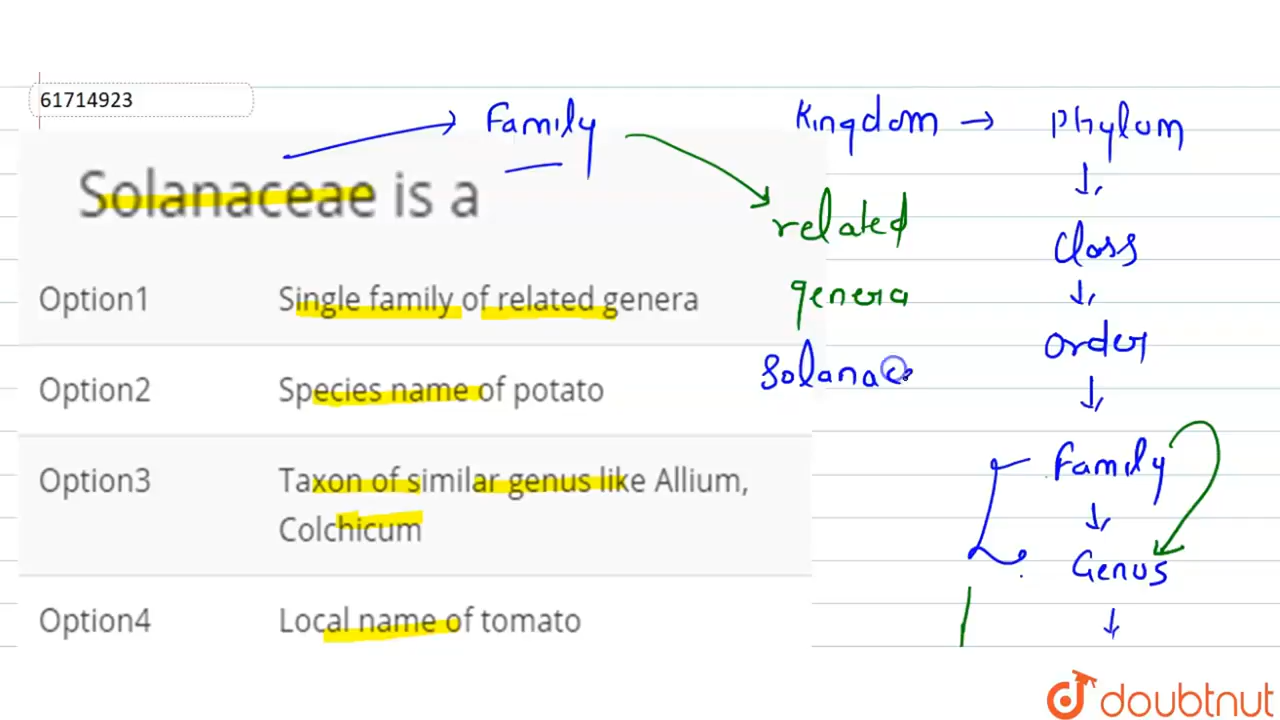 61714923
Family
Solanaceae is a
Option1 Single family of related genera
Option2 Species name of potato
Option3 Taxon of similar genus like Allium,
Colchicum
Option4 Local name of tomato
related
genera
Solanac
Kingdom → Phylum
↓
Class
↓
Order
↓
Family
↓
Genus
↓
doubtnut